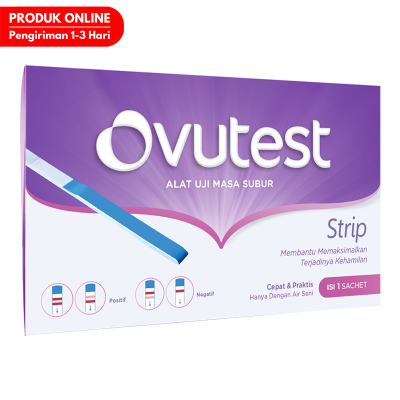 PRODUK ONLINE
Pengiriman 1-3 Hari
Ovutest
ALAT UJI MASA SUBUR
Strip
Membantu Memaksimalkan
Terjadinya Kehamilan
Cepat & Praktis
Hanya Dengan Air Seni
ISI 1 SACHET
Positif
Negatif